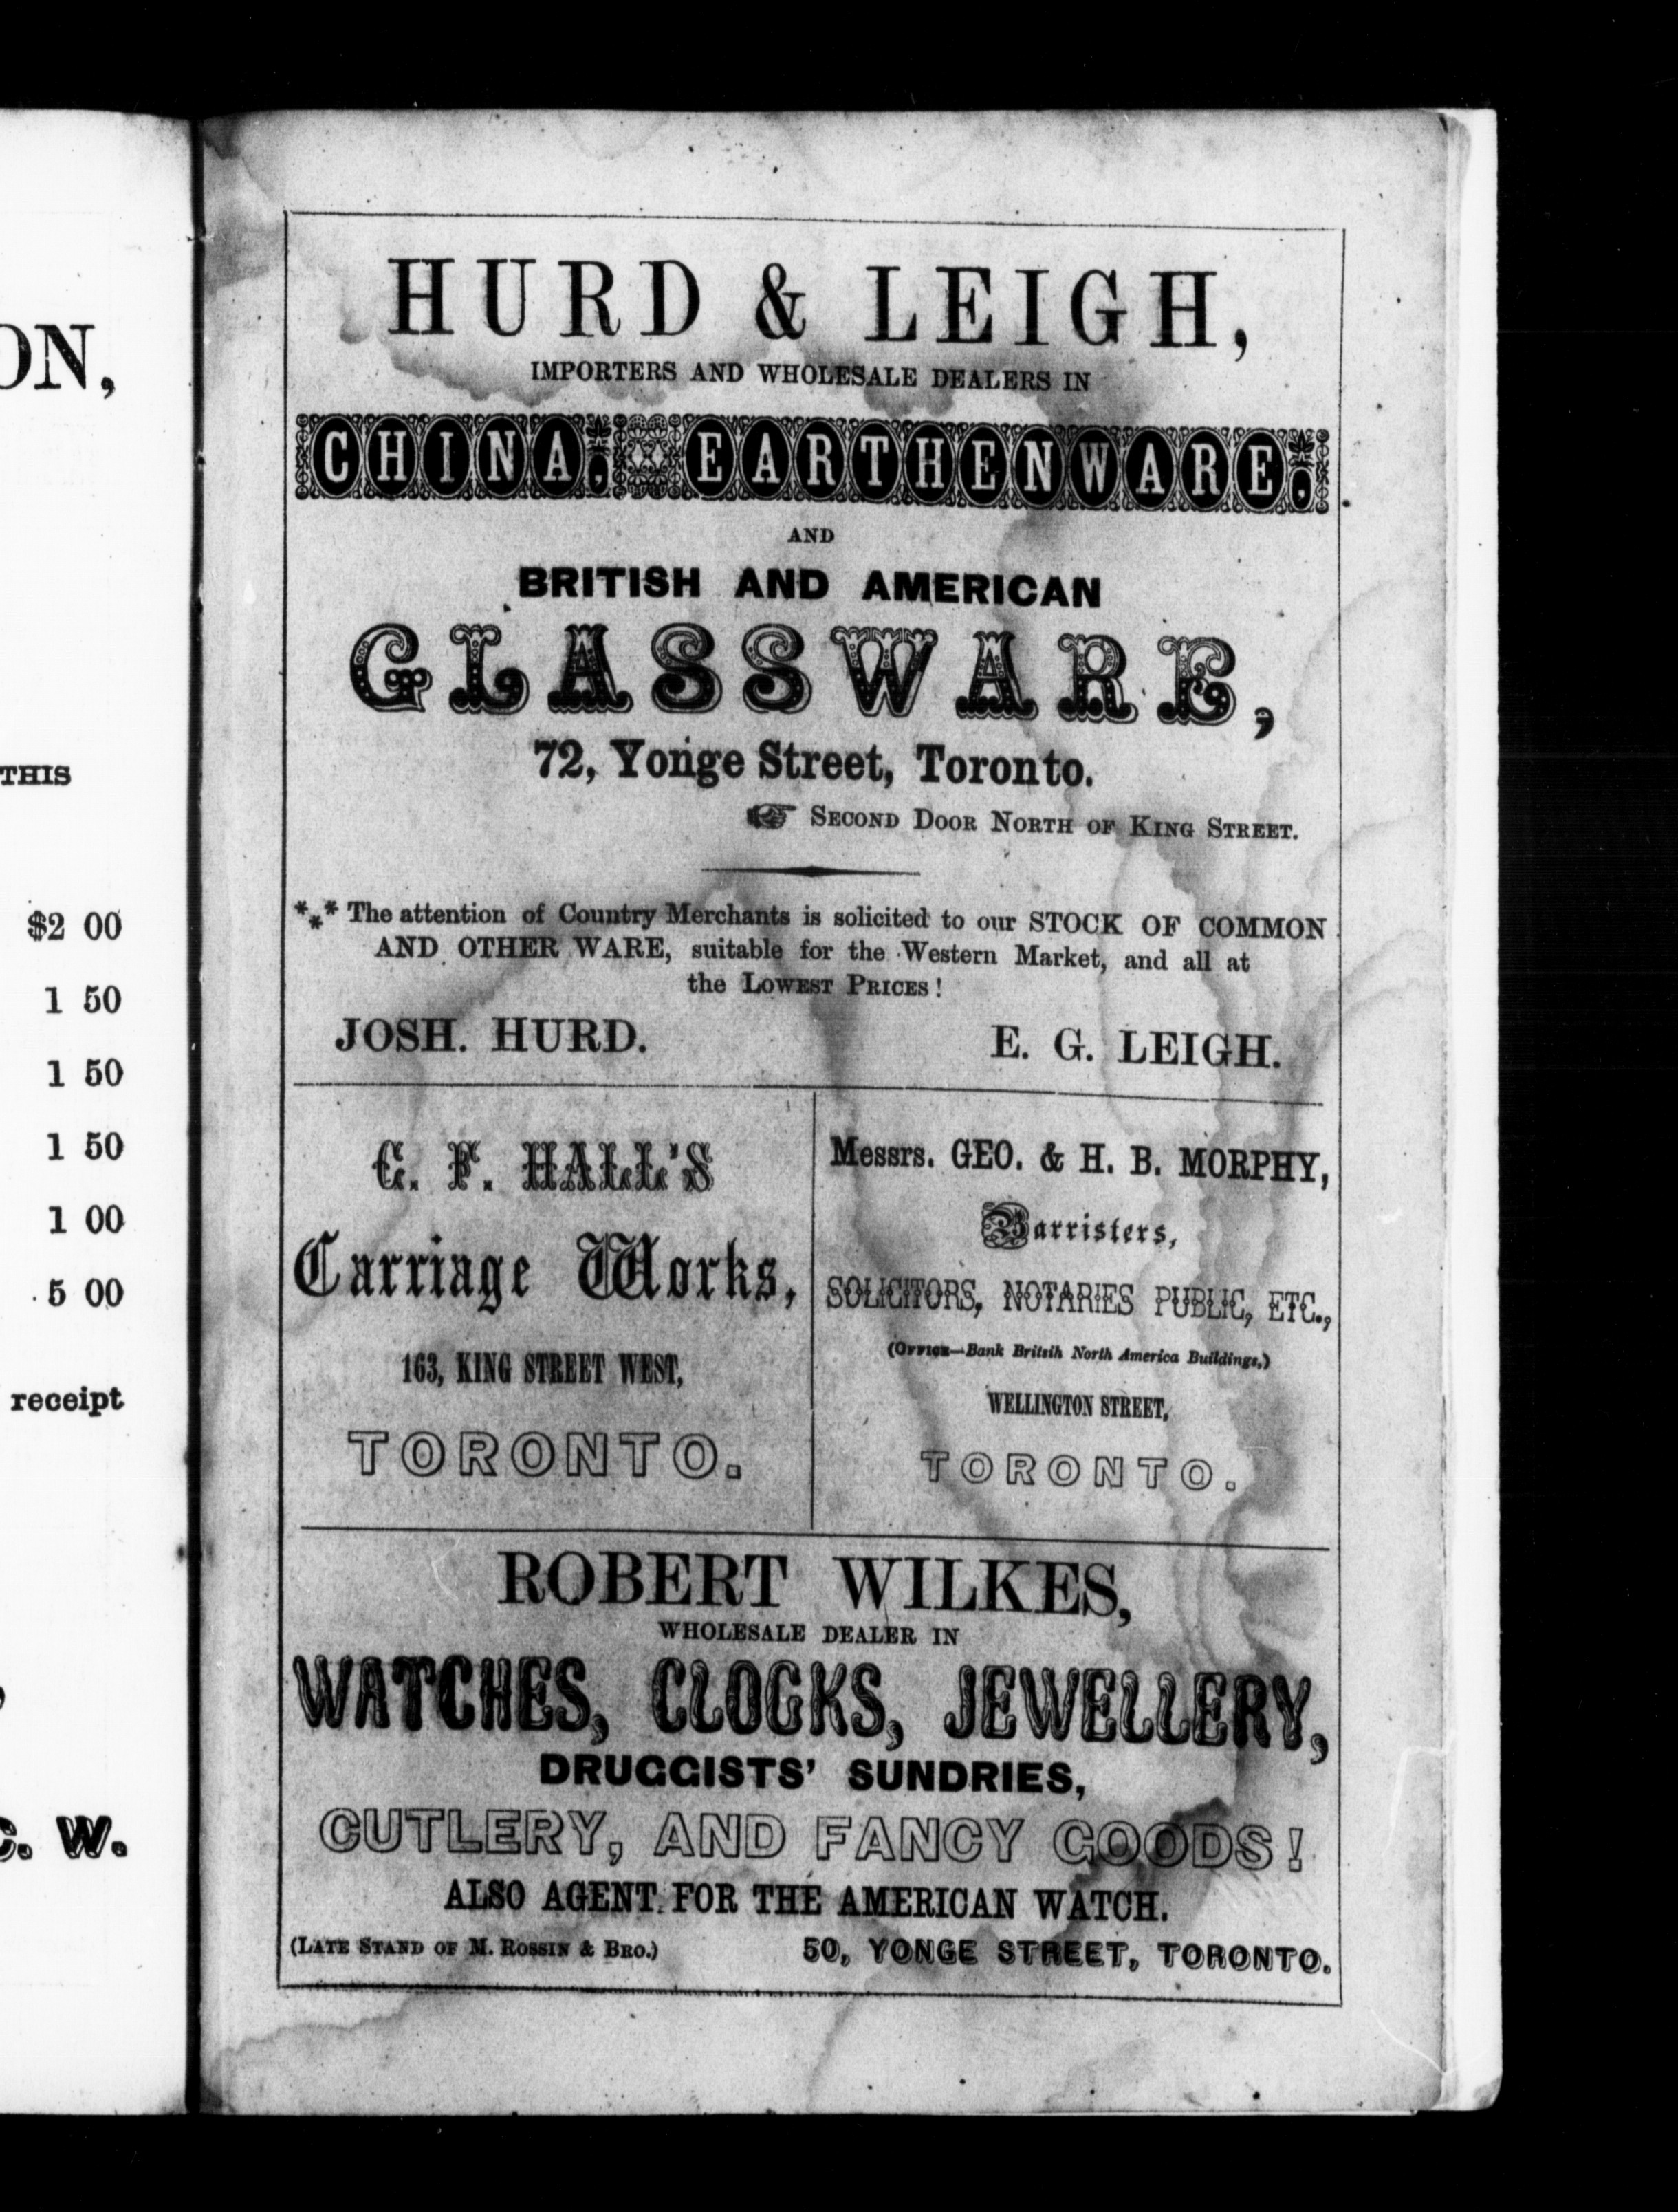 ON,
THIS
$2 00
1 50
1 50
1 50
1 00
5 00
receipt
C. W.
HURD & LEIGH,
IMPORTERS AND WHOLESALE DEALERS IN
CHINA, EARTHENWARE,
AND
BRITISH AND AMERICAN
GLASSWARE,
72, Yonge Street, Toronto.
☞ SECOND DOOR NORTH OF KING STREET.
*** The attention of Country Merchants is solicited to our STOCK OF COMMON
AND OTHER WARE, suitable for the Western Market, and all at
the LOWEST PRICES!
JOSH. HURD. E. G. LEIGH.
C. F. HALL'S
Carriage Works,
163, KING STREET WEST,
TORONTO.
Messrs. GEO. & H. B. MORPHY,
Barristers,
SOLICITORS, NOTARIES PUBLIC, ETC.,
(OFFICE—Bank Britsih North America Buildings,)
WELLINGTON STREET,
TORONTO.
ROBERT WILKES,
WHOLESALE DEALER IN
WATCHES, CLOCKS, JEWELLERY,
DRUGGISTS' SUNDRIES,
CUTLERY, AND FANCY GOODS!
ALSO AGENT FOR THE AMERICAN WATCH.
(LATE STAND OF M. ROSSIN & BRO.) 50, YONGE STREET, TORONTO.